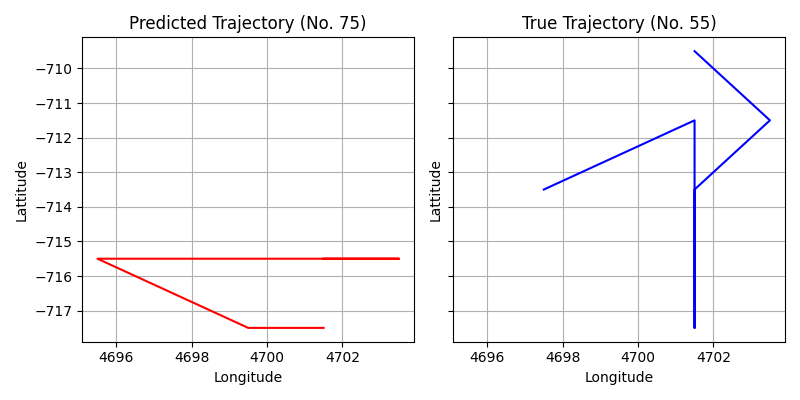 Predicted Trajectory (No. 75)
True Trajectory (No. 55)
−710
−711
−712
−713
−714
−715
−716
−717
Lattitude
Lattitude
4696 4698 4700 4702
4696 4698 4700 4702
Longitude
Longitude